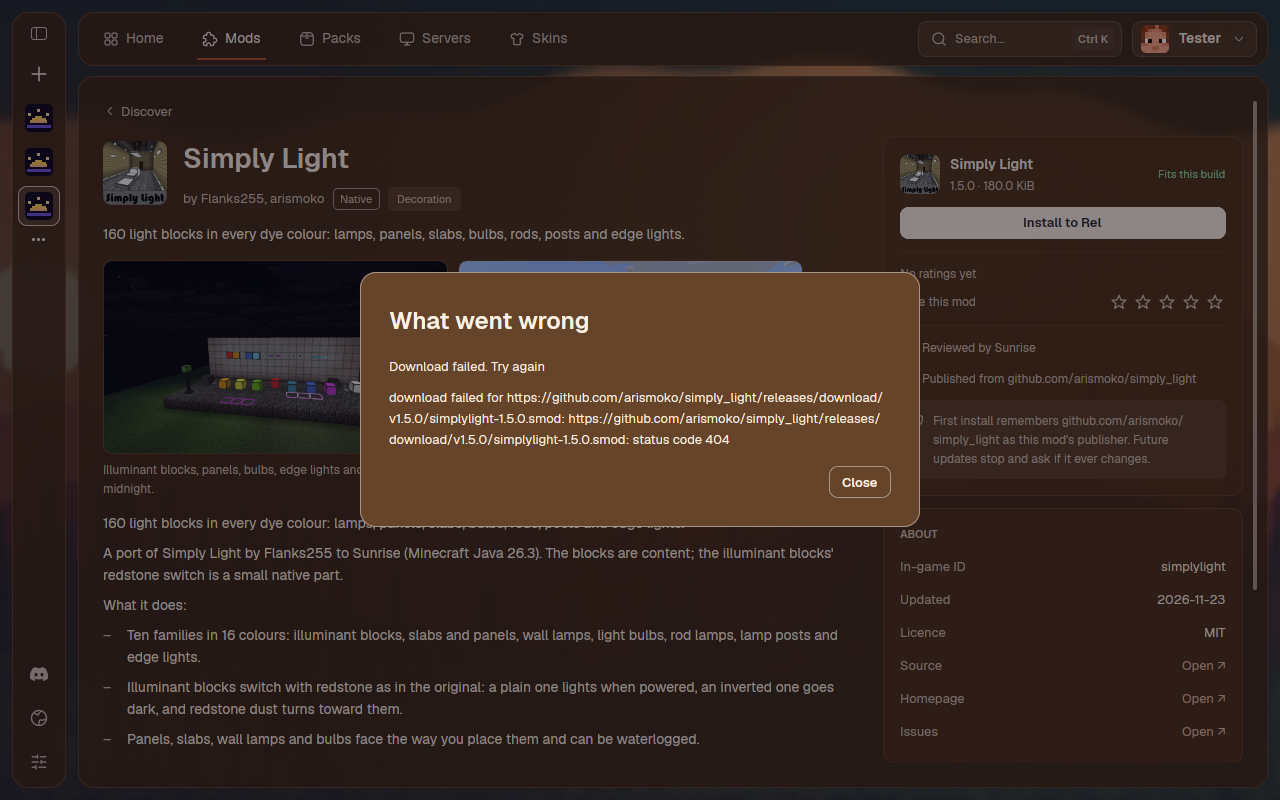 Home
Mods
Packs
Servers
Skins
Search...
Ctrl K
Tester
Discover
Simply Light
by Flanks255, arismoko
Native
Decoration
160 light blocks in every dye colour: lamps, panels, slabs, bulbs, rods, posts and edge lights.
Simply Light
1.5.0 · 180.0 KiB
Fits this build
Install to Rel
No ratings yet
e this mod
Reviewed by Sunrise
Published from github.com/arismoko/simply_light
First install remembers github.com/arismoko/
simply_light as this mod's publisher. Future
updates stop and ask if it ever changes.
What went wrong
Download failed. Try again
download failed for https://github.com/arismoko/simply_light/releases/download/
v1.5.0/simplylight-1.5.0.smod: https://github.com/arismoko/simply_light/releases/
download/v1.5.0/simplylight-1.5.0.smod: status code 404
Close
Illuminant blocks, panels, bulbs, edge lights and
midnight.
160 light blocks in every dye colour: lamps, panels, slabs, bulbs, rods, posts and edge lights.
A port of Simply Light by Flanks255 to Sunrise (Minecraft Java 26.3). The blocks are content; the illuminant blocks'
redstone switch is a small native part.
What it does:
– Ten families in 16 colours: illuminant blocks, slabs and panels, wall lamps, light bulbs, rod lamps, lamp posts and
edge lights.
– Illuminant blocks switch with redstone as in the original: a plain one lights when powered, an inverted one goes
dark, and redstone dust turns toward them.
– Panels, slabs, wall lamps and bulbs face the way you place them and can be waterlogged.
ABOUT
In-game ID
simplylight
Updated
2026-11-23
Licence
MIT
Source
Open ↗
Homepage
Open ↗
Issues
Open ↗